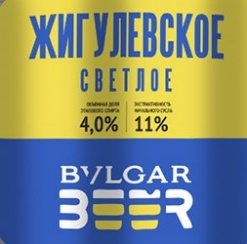 ЖИГУЛЕВСКОЕ
СВЕТЛОЕ
ОБЪЕМНАЯ ДОЛЯ ЭКСТРАКТИВНОСТЬ
ЭТИЛОВОГО СПИРТА НАЧАЛЬНОГО СУСЛА
4,0% 11%
BVLGAR
BEER